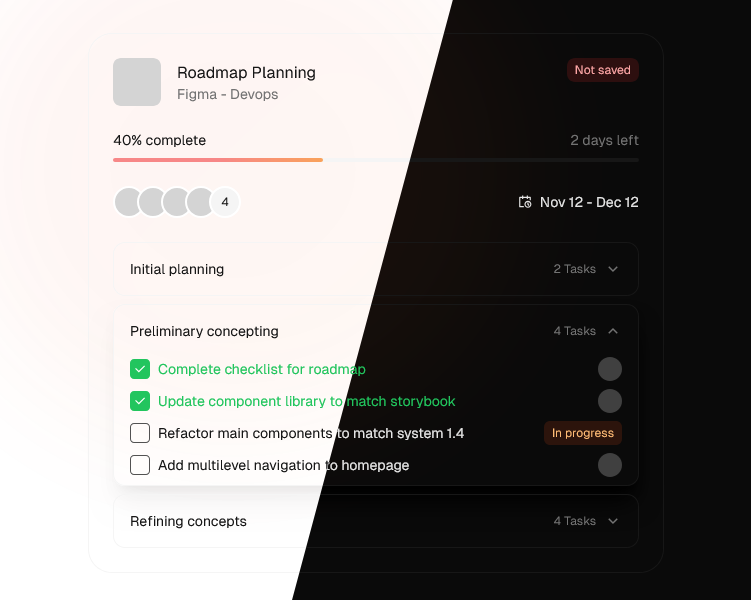 Roadmap Planning
Not saved
Figma - Devops
40% complete
2 days left
4
Nov 12 - Dec 12
Initial planning
2 Tasks
Preliminary concepting
4 Tasks
Complete checklist for roadmap
Update component library to match storybook
Refactor main components to match system 1.4
In progress
Add multilevel navigation to homepage
Refining concepts
4 Tasks